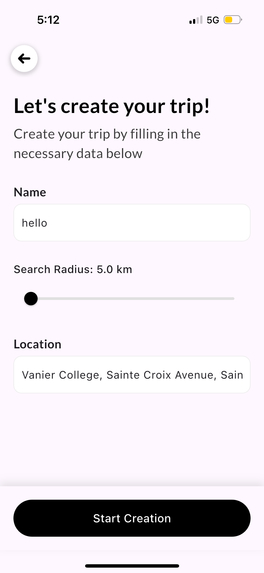 5:12
5G
Let's create your trip!
Create your trip by filling in the
necessary data below
Name
hello
Search Radius: 5.0 km
Location
Vanier College, Sainte Croix Avenue, Sain
Start Creation